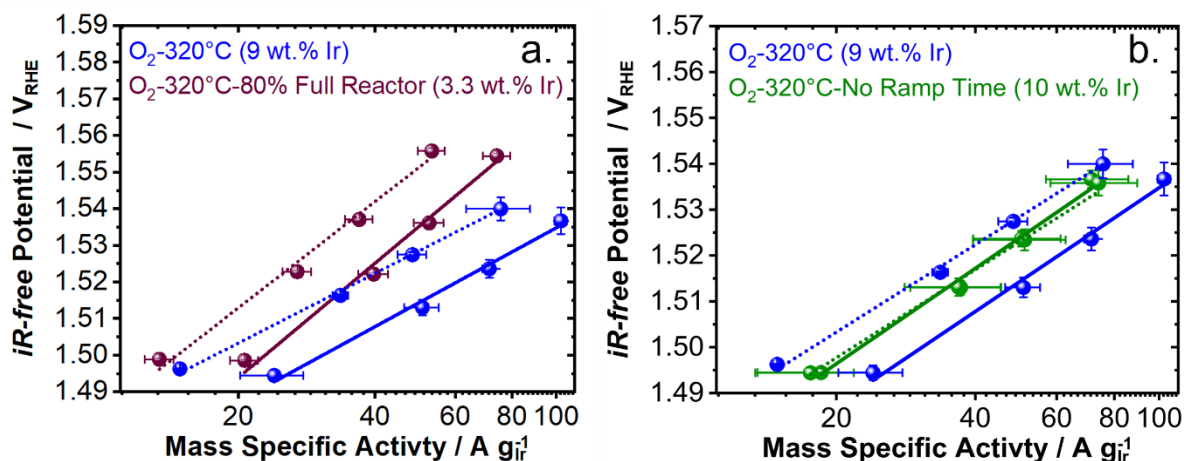 a.
O₂-320°C (9 wt.% Ir)
O₂-320°C-80% Full Reactor (3.3 wt.% Ir)
iR-free Potential / V_RHE
1.59
1.58
1.57
1.56
1.55
1.54
1.53
1.52
1.51
1.50
1.49
20 40 60 80 100
Mass Specific Activty / A g_Ir^-1
b.
O₂-320°C (9 wt.% Ir)
O₂-320°C-No Ramp Time (10 wt.% Ir)
iR-free Potential / V_RHE
1.57
1.56
1.55
1.54
1.53
1.52
1.51
1.50
1.49
20 40 60 80 100
Mass Specific Activty / A g_Ir^-1